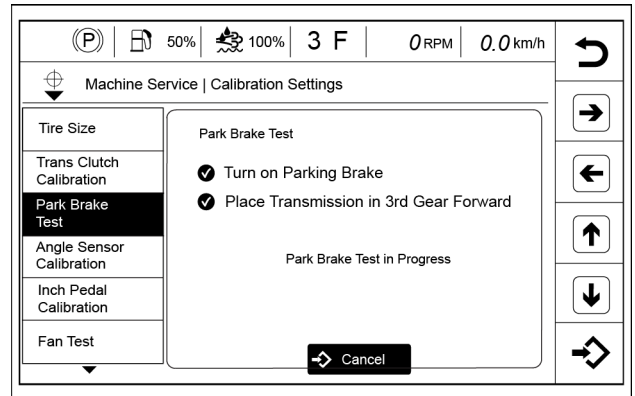 (P) 50% 100% 3 F 0 RPM 0.0 km/h
Machine Service | Calibration Settings
Tire Size
Trans Clutch
Calibration
Park Brake
Test
Angle Sensor
Calibration
Inch Pedal
Calibration
Fan Test
Park Brake Test
Turn on Parking Brake
Place Transmission in 3rd Gear Forward
Park Brake Test in Progress
Cancel